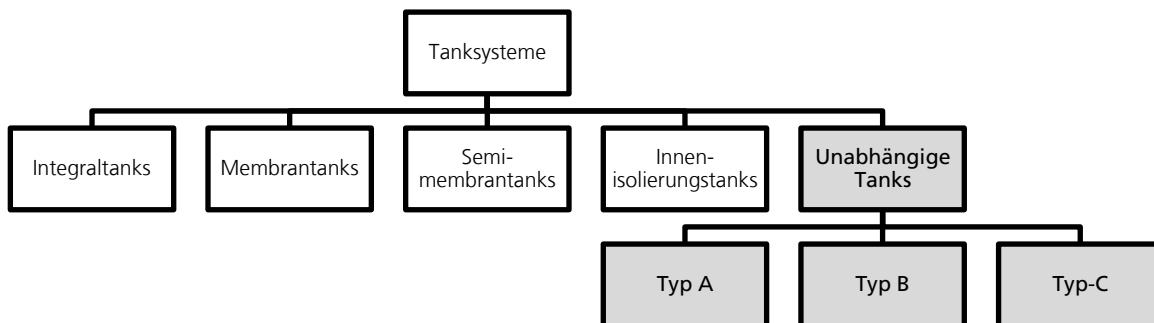 Tanksysteme
Integraltanks
Membrantanks
Semi-
membrantanks
Innen-
isolierungstanks
Unabhängige
Tanks
Typ A
Typ B
Typ-C